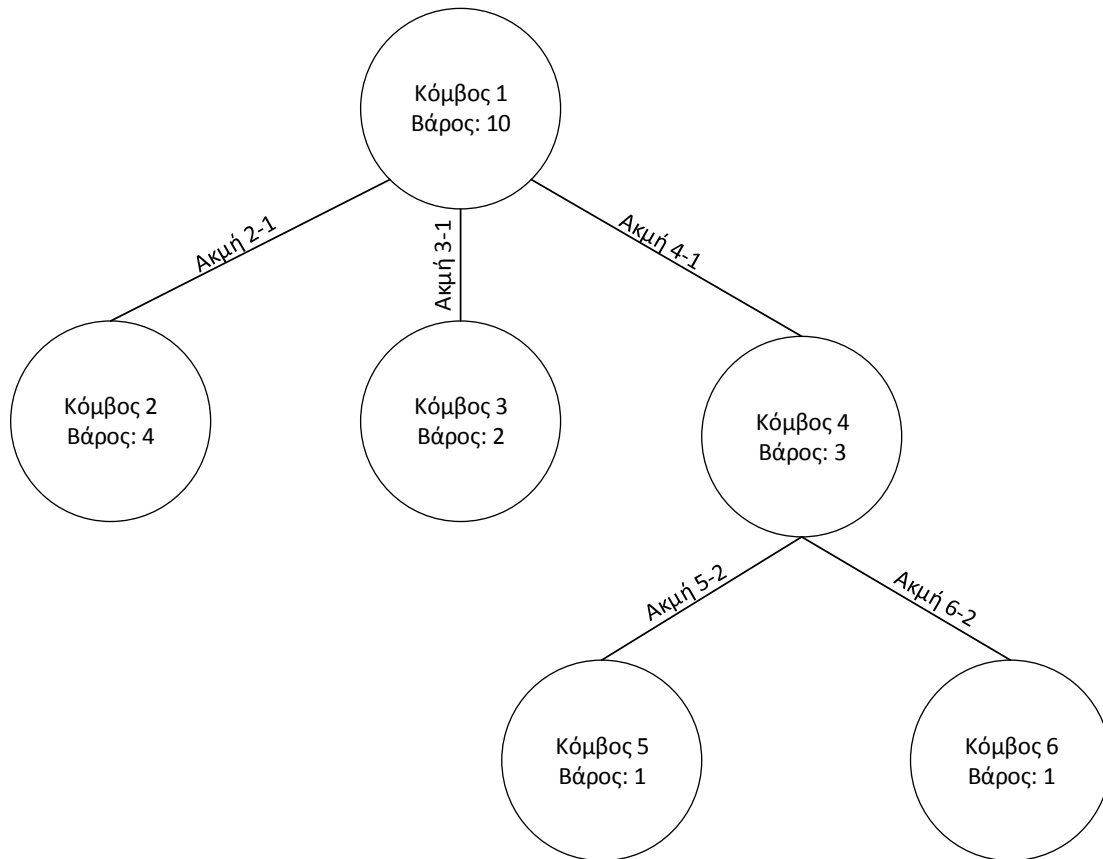 Κόμβος 1
Βάρος: 10
Ακμή 2-1
Ακμή 3-1
Ακμή 4-1
Κόμβος 2
Βάρος: 4
Κόμβος 3
Βάρος: 2
Κόμβος 4
Βάρος: 3
Ακμή 5-2
Ακμή 6-2
Κόμβος 5
Βάρος: 1
Κόμβος 6
Βάρος: 1